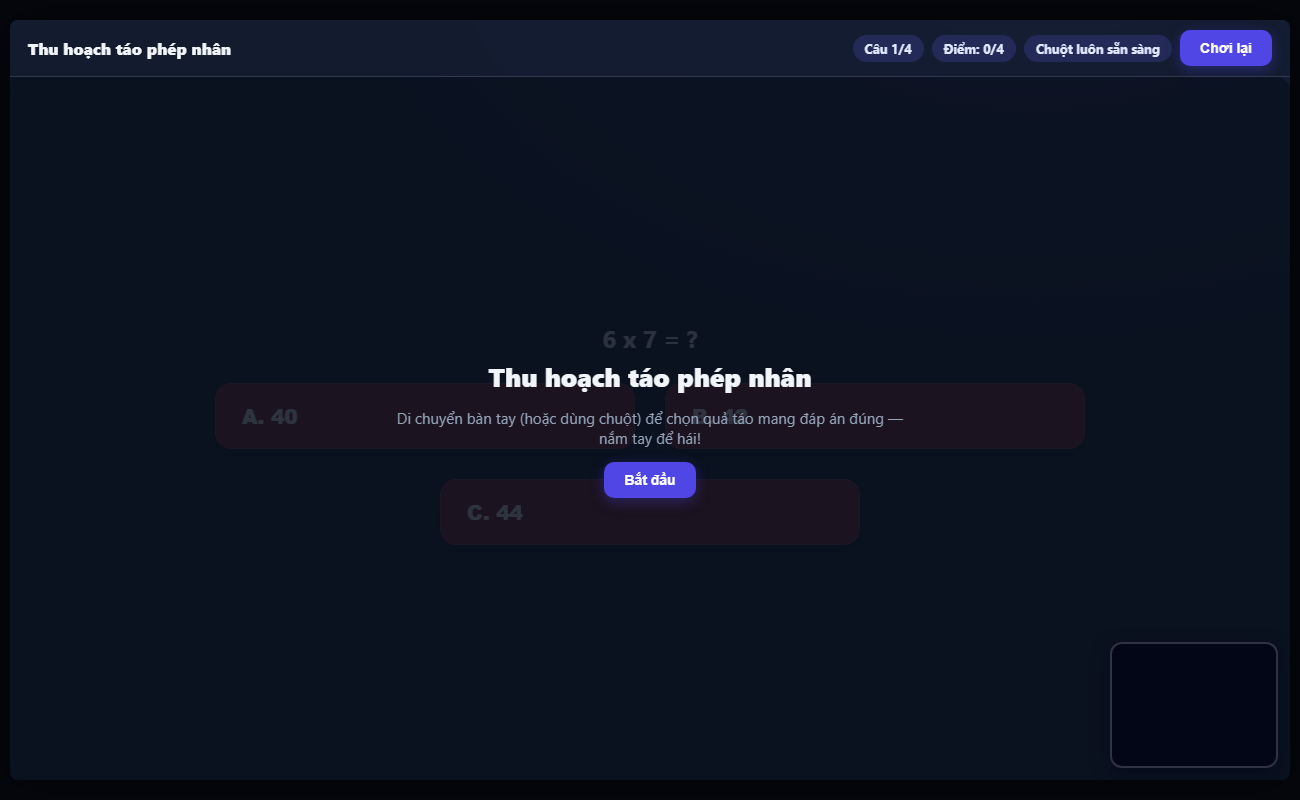 Thu hoạch táo phép nhân
Câu 1/4
Điểm: 0/4
Chuột luôn sẵn sàng
Chơi lại
6 x 7 = ?
Thu hoạch táo phép nhân
A. 40
Di chuyển bàn tay (hoặc dùng chuột) để chọn quả táo mang đáp án đúng —
nắm tay để hái!
Bắt đầu
C. 44